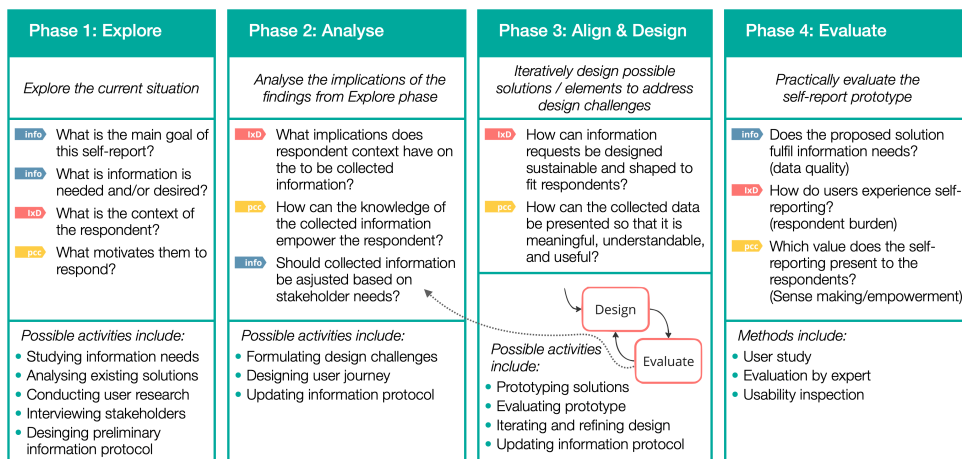 Phase 1: Explore
Explore the current situation
info What is the main goal of
this self-report?
info What is information is
needed and/or desired?
IxD What is the context of
the respondent?
pcc What motivates them to
respond?
Possible activities include:
• Studying information needs
• Analysing existing solutions
• Conducting user research
• Interviewing stakeholders
• Desinging preliminary
information protocol
Phase 2: Analyse
Analyse the implications of the
findings from Explore phase
IxD What implications does
respondent context have on
the to be collected
information?
pcc How can the knowledge of
the collected information
empower the respondent?
info Should collected information
be asjusted based on
stakeholder needs?
Possible activities include:
• Formulating design challenges
• Designing user journey
• Updating information protocol
Phase 3: Align & Design
Iteratively design possible
solutions / elements to address
design challenges
IxD How can information
requests be designed
sustainable and shaped to
fit respondents?
pcc How can the collected data
be presented so that it is
meaningful, understandable,
and useful?
Design
Evaluate
Possible activities
include:
• Prototyping solutions
• Evaluating prototype
• Iterating and refining design
• Updating information protocol
Phase 4: Evaluate
Practically evaluate the
self-report prototype
info Does the proposed solution
fulfil information needs?
(data quality)
IxD How do users experience self-
reporting?
(respondent burden)
pcc Which value does the self-
reporting present to the
respondents?
(Sense making/empowerment)
Methods include:
• User study
• Evaluation by expert
• Usability inspection